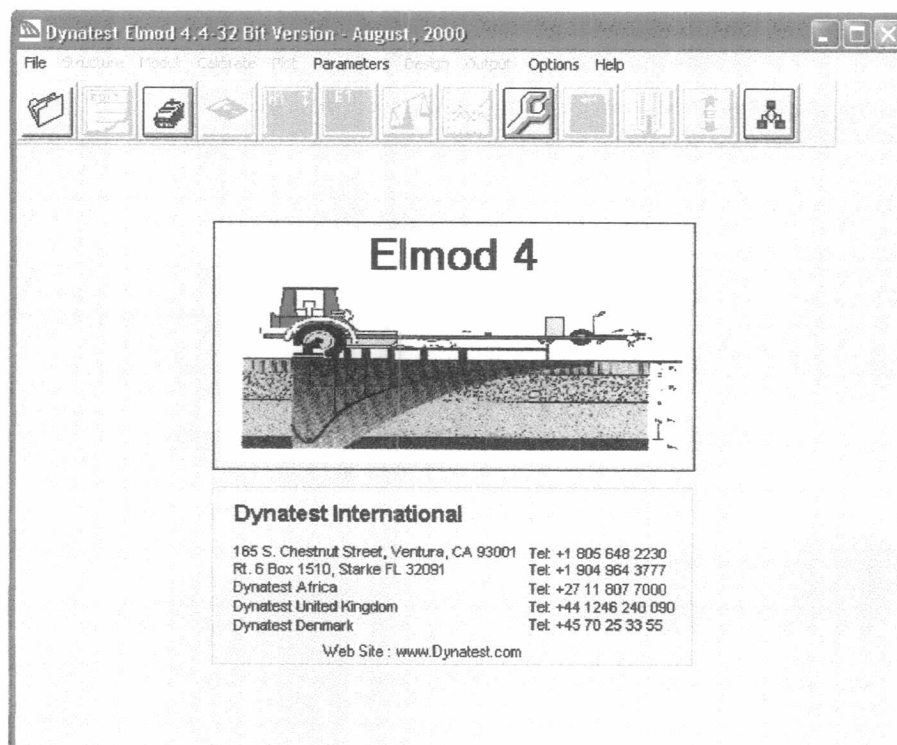 Dynatest Elmod 4.4-32 Bit Version - August, 2000
File Structure Moduli Calibrate Plot Parameters Design Output Options Help
Elmod 4
Dynatest International
165 S. Chestnut Street, Ventura, CA 93001 Tel: +1 805 648 2230
Rt. 6 Box 1510, Starke FL 32091 Tel: +1 904 964 3777
Dynatest Africa Tel: +27 11 807 7000
Dynatest United Kingdom Tel: +44 1246 240 090
Dynatest Denmark Tel: +45 70 25 33 55
Web Site : www.Dynatest.com